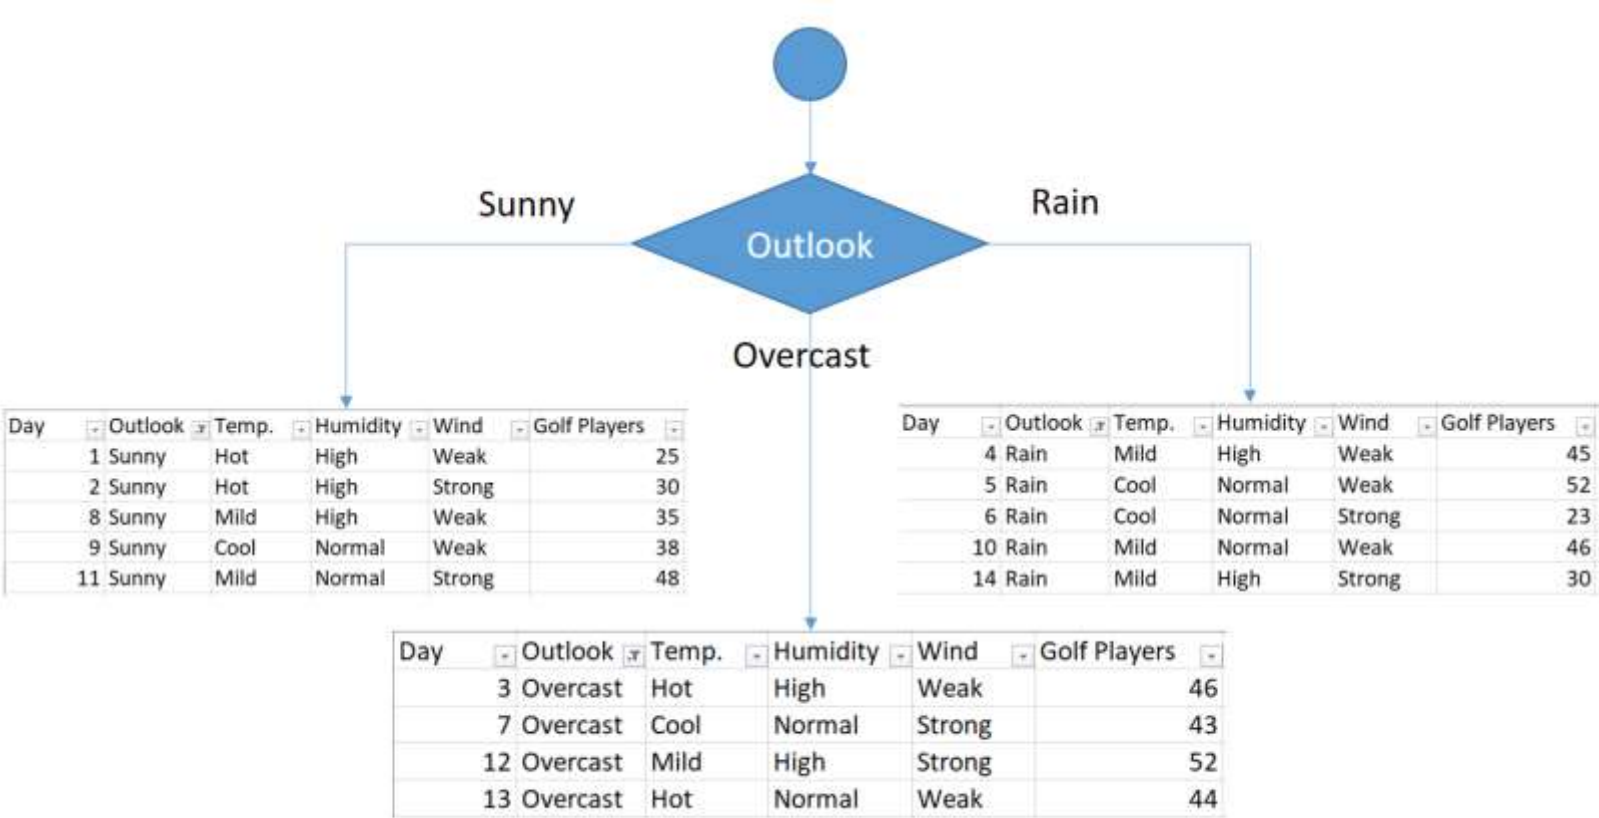 Sunny
Rain
Outlook
Overcast
Day Outlook Temp. Humidity Wind Golf Players
1 Sunny Hot High Weak 25
2 Sunny Hot High Strong 30
8 Sunny Mild High Weak 35
9 Sunny Cool Normal Weak 38
11 Sunny Mild Normal Strong 48
Day Outlook Temp. Humidity Wind Golf Players
4 Rain Mild High Weak 45
5 Rain Cool Normal Weak 52
6 Rain Cool Normal Strong 23
10 Rain Mild Normal Weak 46
14 Rain Mild High Strong 30
Day Outlook Temp. Humidity Wind Golf Players
3 Overcast Hot High Weak 46
7 Overcast Cool Normal Strong 43
12 Overcast Mild High Strong 52
13 Overcast Hot Normal Weak 44